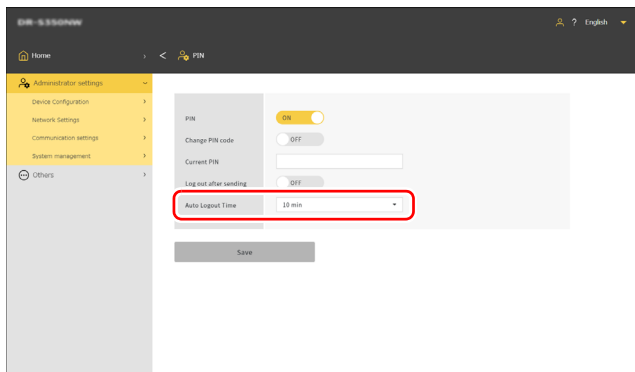 DR-S350NW
? English
Home
PIN
Administrator settings
Device Configuration
Network Settings
Communication settings
System management
Others
PIN ON
Change PIN code OFF
Current PIN
Log out after sending OFF
Auto Logout Time 10 min
Save